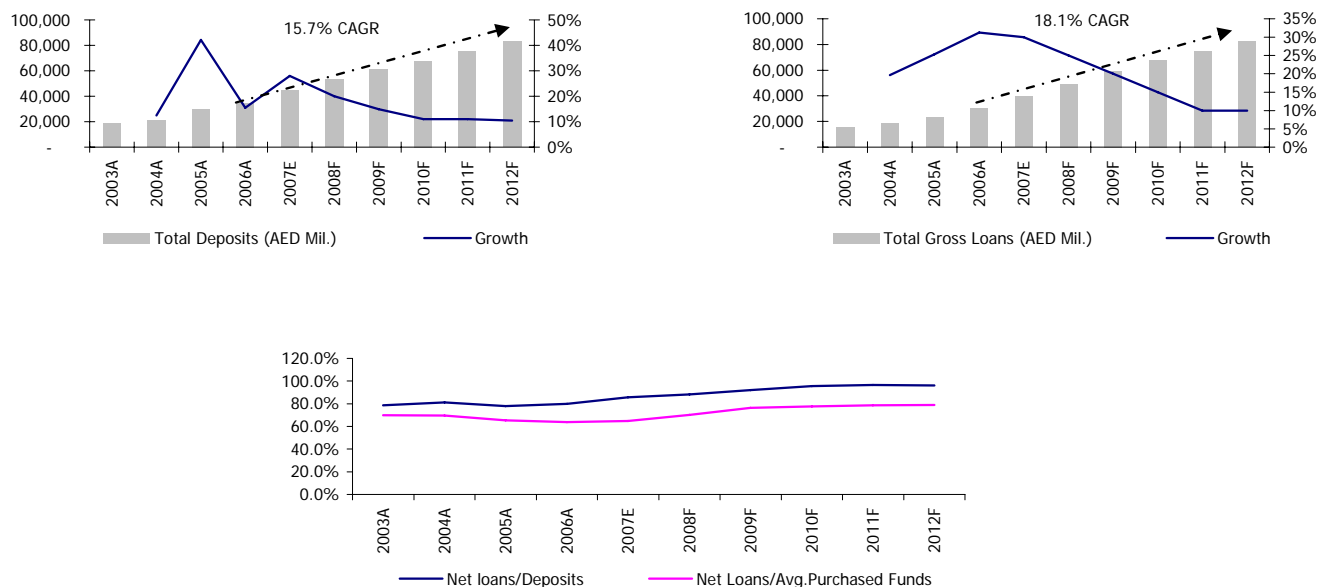 15.7% CAGR
100,000
80,000
60,000
40,000
20,000
-
50%
40%
30%
20%
10%
0%
2003A
2004A
2005A
2006A
2007E
2008F
2009F
2010F
2011F
2012F
Total Deposits (AED Mil.)
Growth
18.1% CAGR
100,000
80,000
60,000
40,000
20,000
-
35%
30%
25%
20%
15%
10%
5%
0%
2003A
2004A
2005A
2006A
2007E
2008F
2009F
2010F
2011F
2012F
Total Gross Loans (AED Mil.)
Growth
120.0%
100.0%
80.0%
60.0%
40.0%
20.0%
0.0%
2003A
2004A
2005A
2006A
2007E
2008F
2009F
2010F
2011F
2012F
Net loans/Deposits
Net Loans/Avg.Purchased Funds